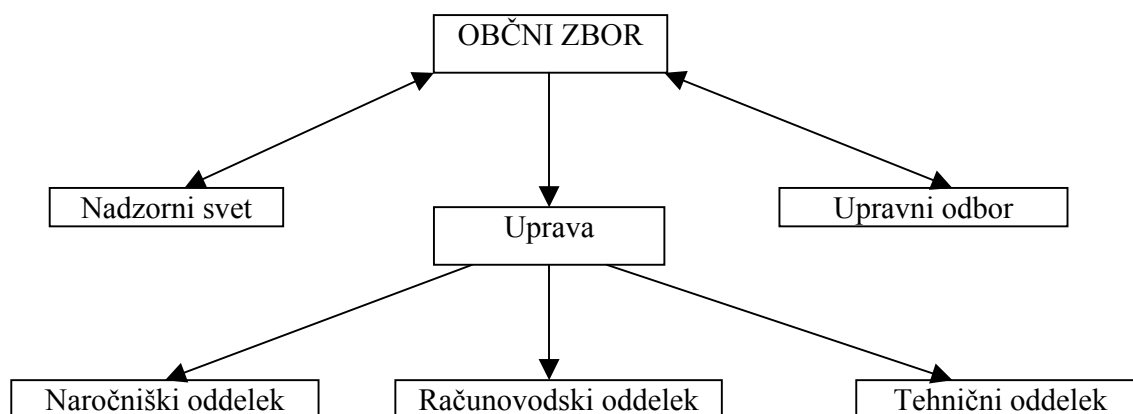 OBČNI ZBOR
Nadzorni svet
Upravni odbor
Uprava
Naročniški oddelek
Računovodski oddelek
Tehnični oddelek